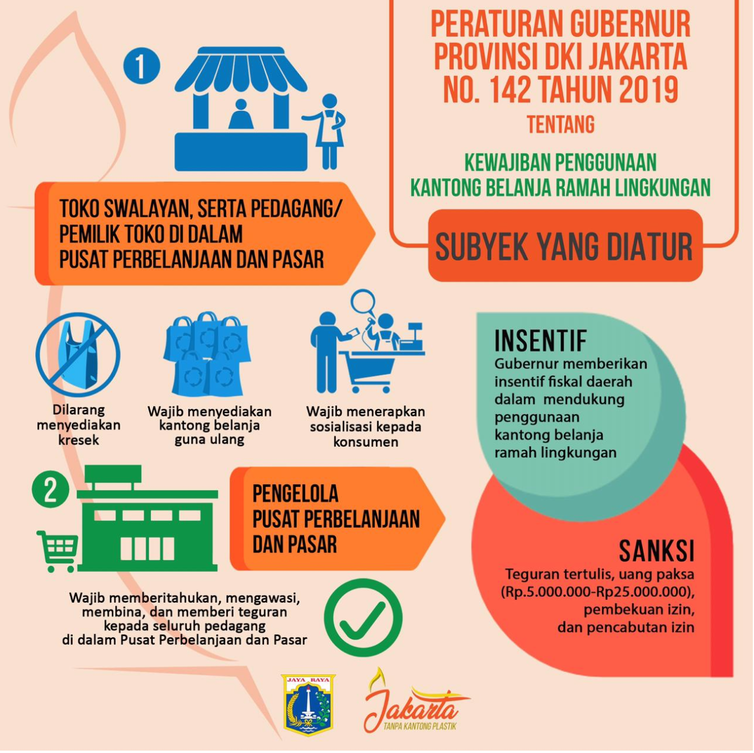 PERATURAN GUBERNUR
PROVINSI DKI JAKARTA
NO. 142 TAHUN 2019
TENTANG
KEWAJIBAN PENGGUNAAN
KANTONG BELANJA RAMAH LINGKUNGAN
SUBYEK YANG DIATUR
1
TOKO SWALAYAN, SERTA PEDAGANG/
PEMILIK TOKO DI DALAM
PUSAT PERBELANJAAN DAN PASAR
Dilarang
menyediakan
kresek
Wajib menyediakan
kantong belanja
guna ulang
Wajib menerapkan
sosialisasi kepada
konsumen
2
PENGELOLA
PUSAT PERBELANJAAN
DAN PASAR
Wajib memberitahukan, mengawasi,
membina, dan memberi teguran
kepada seluruh pedagang
di dalam Pusat Perbelanjaan dan Pasar
INSENTIF
Gubernur memberikan
insentif fiskal daerah
dalam mendukung
penggunaan
kantong belanja
ramah lingkungan
SANKSI
Teguran tertulis, uang paksa
(Rp.5.000.000-Rp25.000.000),
pembekuan izin,
dan pencabutan izin
JAYA RAYA
Jakarta
TANPA KANTONG PLASTIK